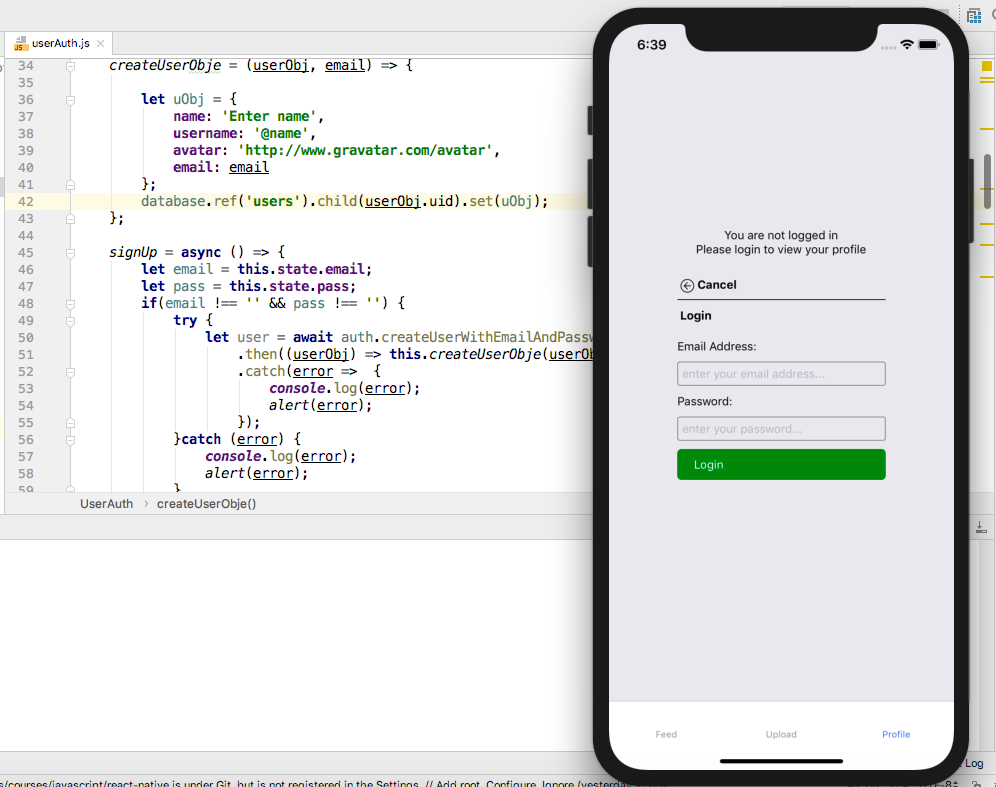 userAuth.js
34 createUserObje = (userObj, email) => {
35
36 let uObj = {
37 name: 'Enter name',
38 username: '@name',
39 avatar: 'http://www.gravatar.com/avatar',
40 email: email
41 };
42 database.ref('users').child(userObj.uid).set(uObj);
43 };
44
45 signUp = async () => {
46 let email = this.state.email;
47 let pass = this.state.pass;
48 if(email !== '' && pass !== '') {
49 try {
50 let user = await auth.createUserWithEmailAndPassw
51 .then((userObj) => this.createUserObje(userOb
52 .catch(error => {
53 console.log(error);
54 alert(error);
55 });
56 }catch (error) {
57 console.log(error);
58 alert(error);
59 }
UserAuth › createUserObje()
s/courses/javascript/react-native is under Git, but is not registered in the Settings. // Add root Configure Ignore (yesterday
Log
6:39
You are not logged in
Please login to view your profile
Cancel
Login
Email Address:
enter your email address...
Password:
enter your password...
Login
Feed Upload Profile